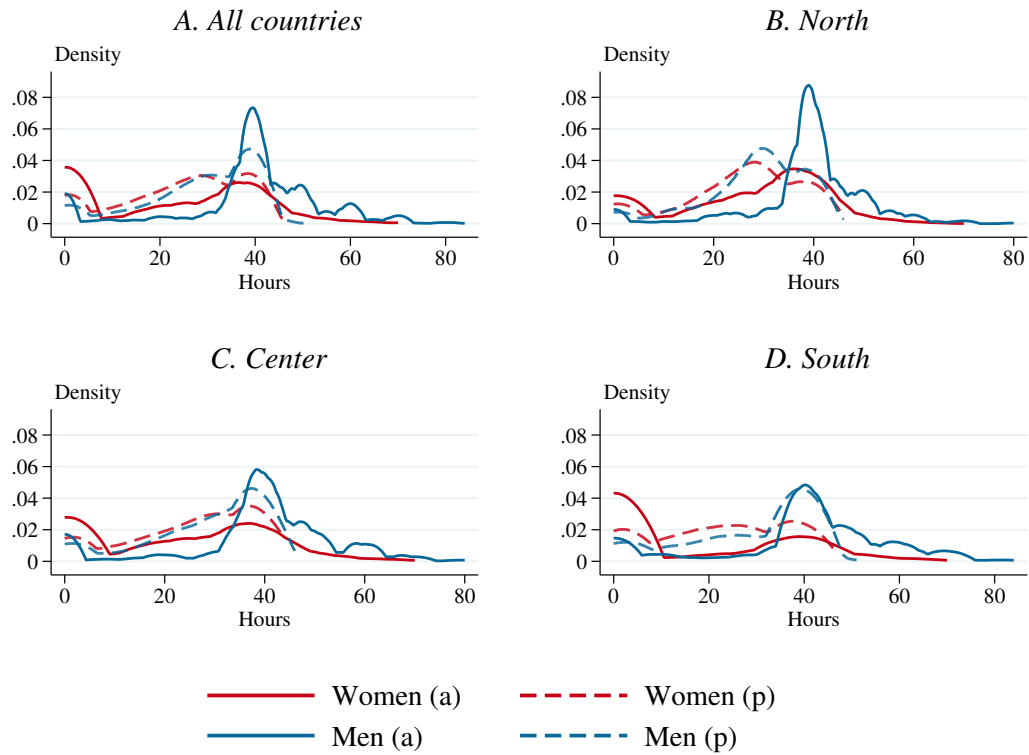 A. All countries
Density
.08
.06
.04
.02
0
0 20 40 60 80
Hours
B. North
Density
.08
.06
.04
.02
0
0 20 40 60 80
Hours
C. Center
Density
.08
.06
.04
.02
0
0 20 40 60 80
Hours
D. South
Density
.08
.06
.04
.02
0
0 20 40 60 80
Hours
Women (a) Women (p)
Men (a) Men (p)